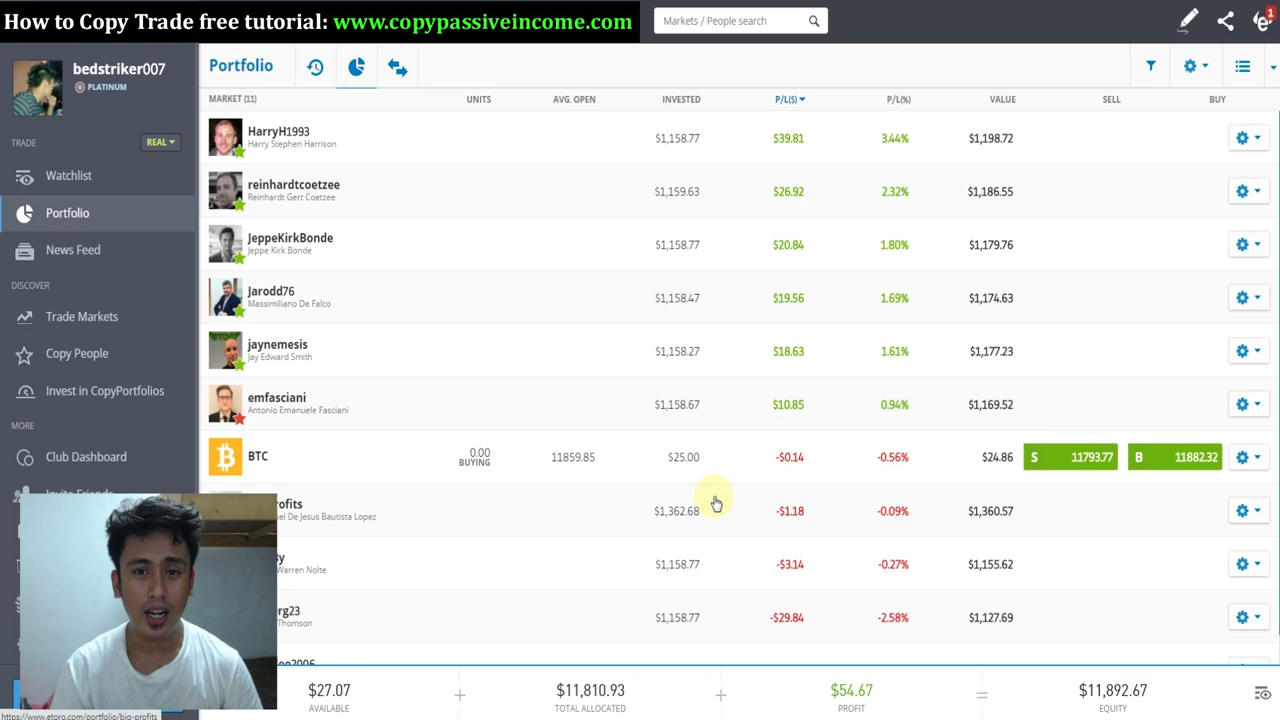 How to Copy Trade free tutorial: www.copypassiveincome.com
Markets / People search
1
bedstriker007
PLATINUM
Portfolio
MARKET (11) UNITS AVG. OPEN INVESTED P/L($) P/L(%) VALUE SELL BUY
TRADE REAL
Watchlist
Portfolio
News Feed
DISCOVER
Trade Markets
Copy People
Invest in CopyPortfolios
MORE
Club Dashboard
Invite Friends
HarryH1993
Harry Stephen Harrison
$1,158.77 $39.81 3.44% $1,198.72
reinhardtcoetzee
Reinhardt Gert Coetzee
$1,159.63 $26.92 2.32% $1,186.55
JeppeKirkBonde
Jeppe Kirk Bonde
$1,158.77 $20.84 1.80% $1,179.76
Jarodd76
Massimiliano De Falco
$1,158.47 $19.56 1.69% $1,174.63
jaynemesis
Jay Edward Smith
$1,158.27 $18.63 1.61% $1,177.23
emfasciani
Antonio Emanuele Fasciani
$1,158.67 $10.85 0.94% $1,169.52
BTC 0.00 BUYING 11859.85 $25.00 -$0.14 -0.56% $24.86 S 11793.77 B 11882.32
rofits
el De Jesus Bautista Lopez
$1,362.68 -$1.18 -0.09% $1,360.57
y
Warren Nolte
$1,158.77 -$3.14 -0.27% $1,155.62
rg23
Thomson
$1,158.77 -$29.84 -2.58% $1,127.69
$27.07 + $11,810.93 + $54.67 = $11,892.67
AVAILABLE TOTAL ALLOCATED PROFIT EQUITY
https://www.etoro.com/portfolio/big-profits